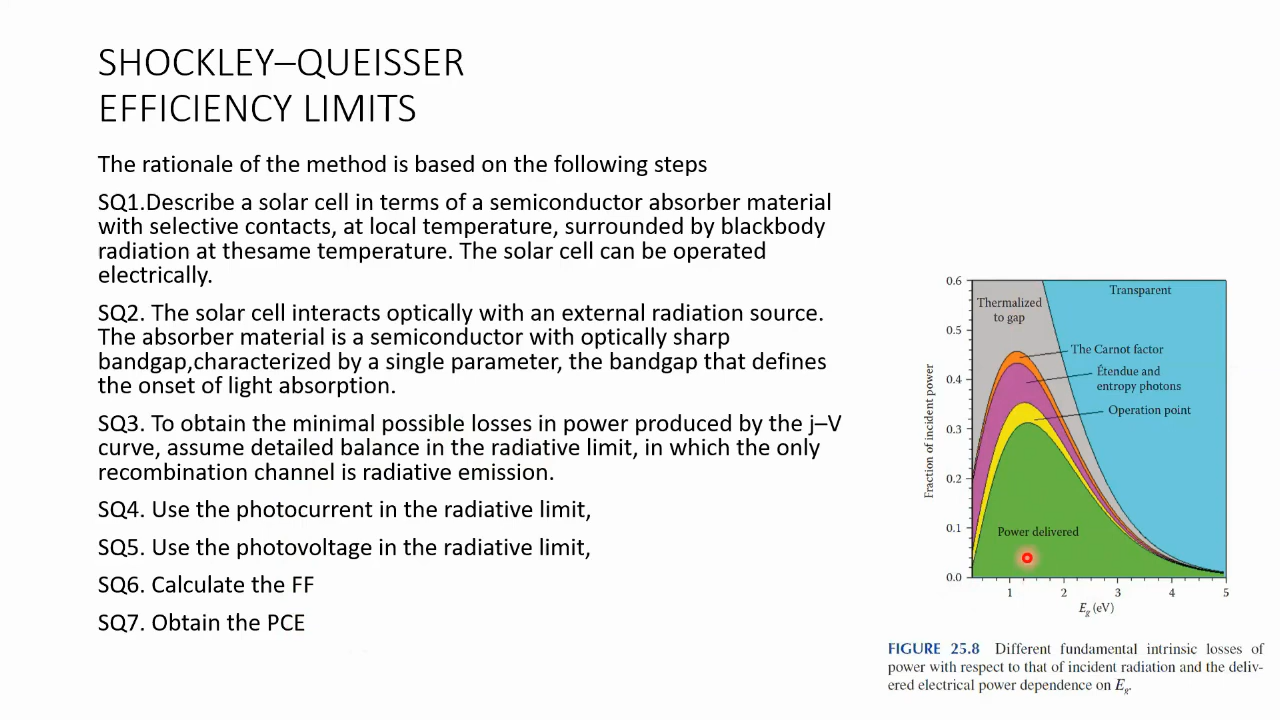 SHOCKLEY–QUEISSER
EFFICIENCY LIMITS
The rationale of the method is based on the following steps
SQ1.Describe a solar cell in terms of a semiconductor absorber material
with selective contacts, at local temperature, surrounded by blackbody
radiation at thesame temperature. The solar cell can be operated
electrically.
SQ2. The solar cell interacts optically with an external radiation source.
The absorber material is a semiconductor with optically sharp
bandgap,characterized by a single parameter, the bandgap that defines
the onset of light absorption.
SQ3. To obtain the minimal possible losses in power produced by the j–V
curve, assume detailed balance in the radiative limit, in which the only
recombination channel is radiative emission.
SQ4. Use the photocurrent in the radiative limit,
SQ5. Use the photovoltage in the radiative limit,
SQ6. Calculate the FF
SQ7. Obtain the PCE
Fraction of incident power
0.6
0.5
0.4
0.3
0.2
0.1
0.0
Thermalized
to gap
Transparent
The Carnot factor
Étendue and
entropy photons
Operation point
Power delivered
1 2 3 4 5
Eg (eV)
FIGURE 25.8 Different fundamental intrinsic losses of
power with respect to that of incident radiation and the deliv-
ered electrical power dependence on Eg.